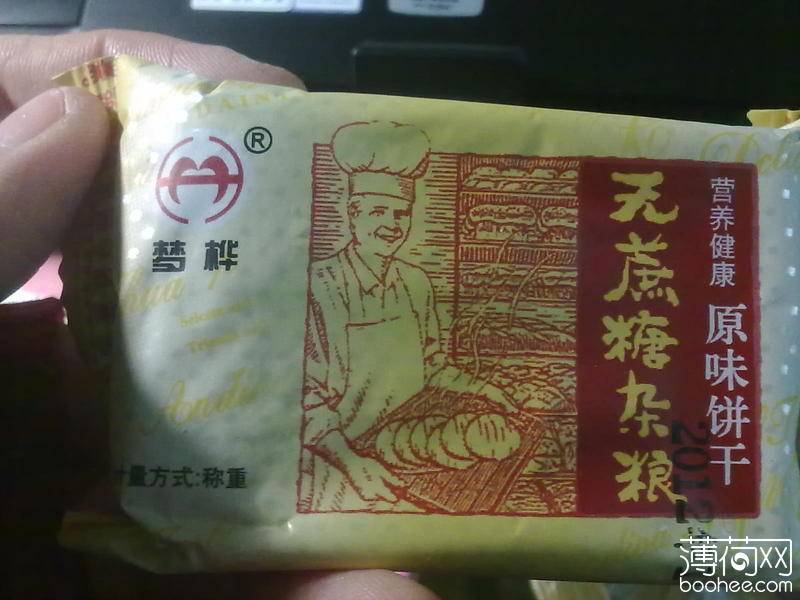 ®
梦桦
计量方式:称重
无蔗糖杂粮
营养健康
原味饼干
2012
薄荷网
boohee.com